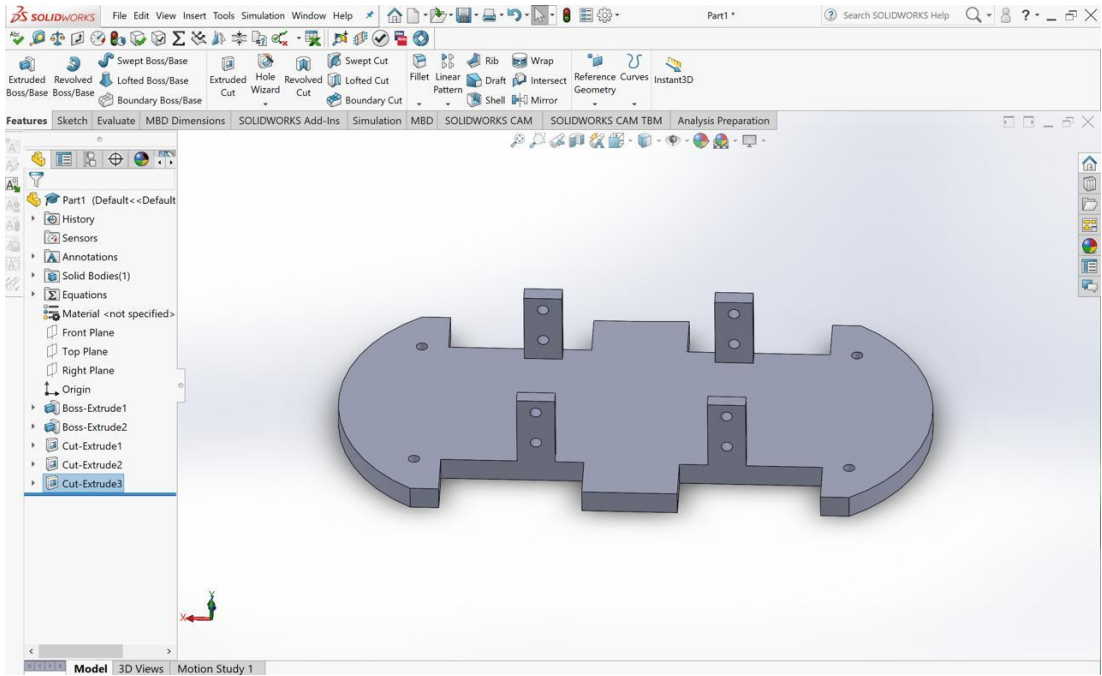 SOLIDWORKS File Edit View Insert Tools Simulation Window Help Part1 * Search SOLIDWORKS Help
Extruded Boss/Base Revolved Boss/Base Swept Boss/Base Lofted Boss/Base Boundary Boss/Base Extruded Cut Hole Wizard Revolved Cut Swept Cut Lofted Cut Boundary Cut Fillet Linear Pattern Rib Draft Shell Wrap Intersect Mirror Reference Geometry Curves Instant3D
Features Sketch Evaluate MBD Dimensions SOLIDWORKS Add-Ins Simulation MBD SOLIDWORKS CAM SOLIDWORKS CAM TBM Analysis Preparation
Part1 (Default<<Default
History
Sensors
Annotations
Solid Bodies(1)
Equations
Material <not specified>
Front Plane
Top Plane
Right Plane
Origin
Boss-Extrude1
Boss-Extrude2
Cut-Extrude1
Cut-Extrude2
Cut-Extrude3
Y
X
Model 3D Views Motion Study 1